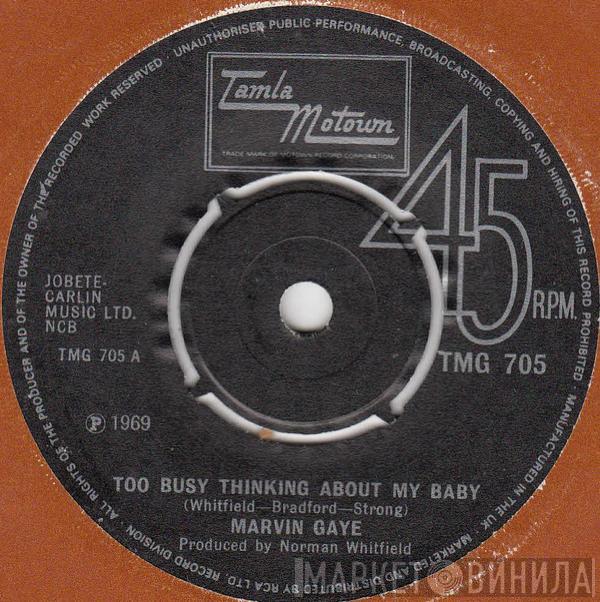 UNAUTHORISED PUBLIC PERFORMANCE, BROADCASTING, COPYING AND HIRING OF THIS RECORD PROHIBITED · MANUFACTURED IN THE UK
MARKETED AND DISTRIBUTED BY RCA LTD. RECORD DIVISION · ALL RIGHTS OF THE PRODUCER AND OF THE OWNER OF THE RECORDED WORK RESERVED ·
Tamla
Motown
TRADE MARK OF MOTOWN RECORD CORPORATION
45
R.P.M.
JOBETE-
CARLIN
MUSIC LTD.
NCB
TMG 705 A
TMG 705
℗ 1969
TOO BUSY THINKING ABOUT MY BABY
(Whitfield—Bradford—Strong)
MARVIN GAYE
Produced by Norman Whitfield
МАРКЕТ ВИНИЛА